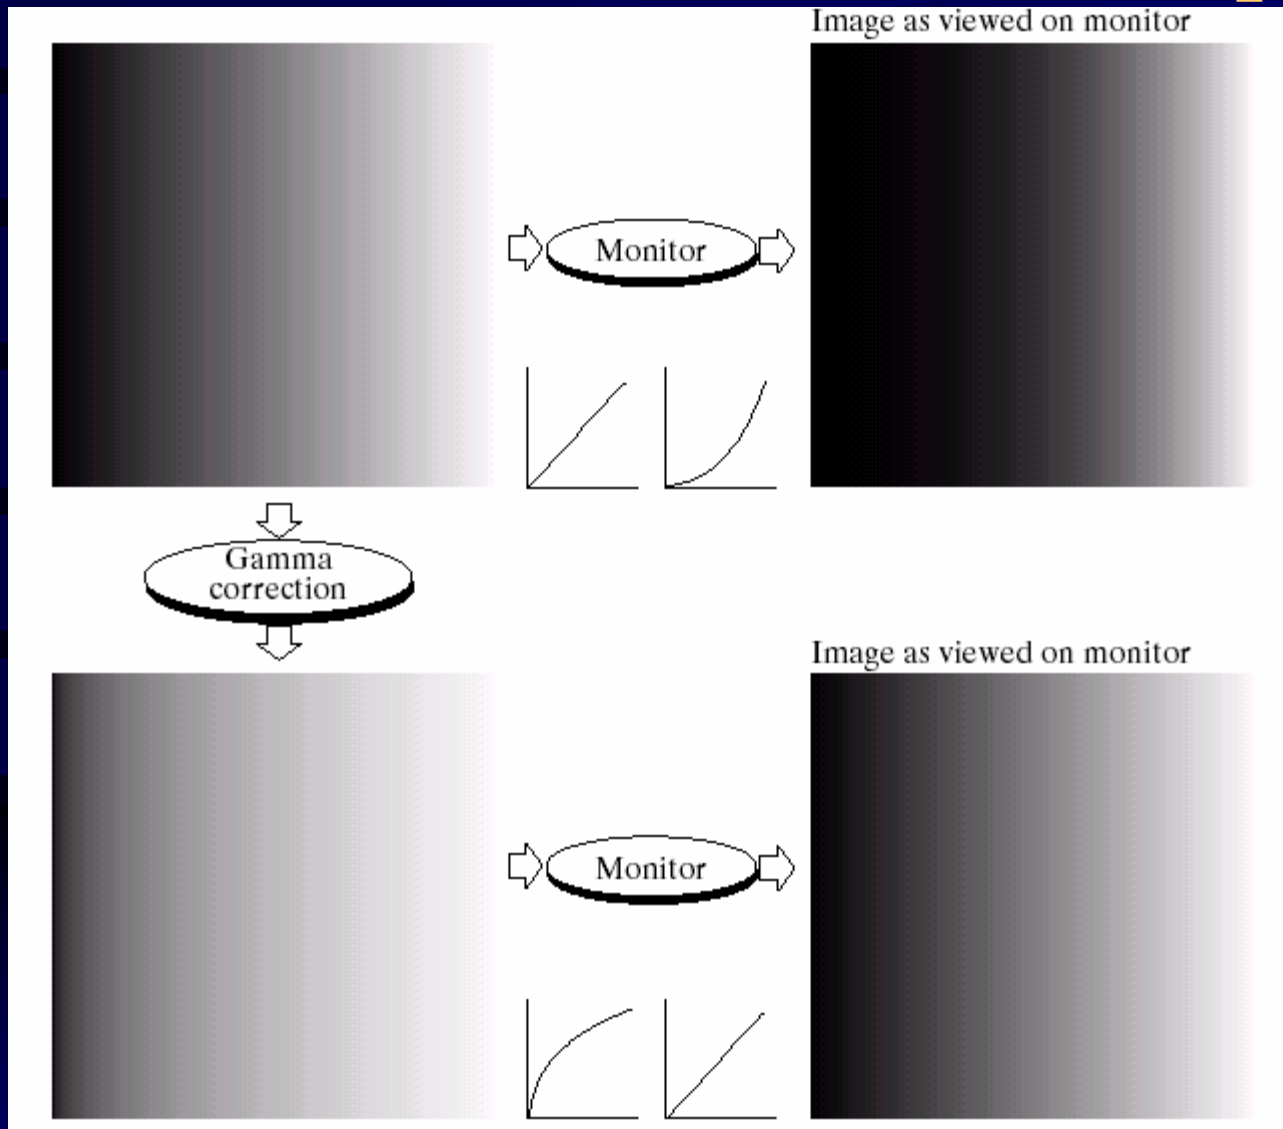 Image as viewed on monitor
Monitor
Gamma
correction
Image as viewed on monitor
Monitor